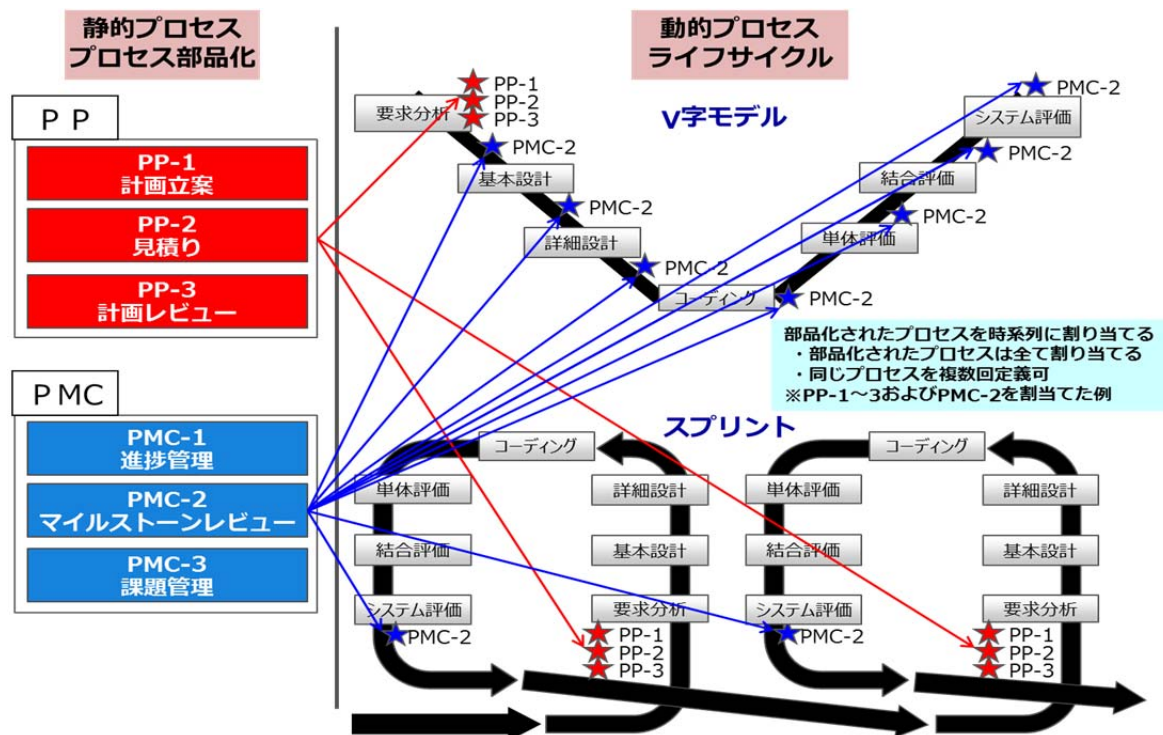 静的プロセス
プロセス部品化
動的プロセス
ライフサイクル
PP
PP-1
計画立案
PP-2
見積り
PP-3
計画レビュー
PMC
PMC-1
進捗管理
PMC-2
マイルストーンレビュー
PMC-3
課題管理
V字モデル
要求分析
PP-1
PP-2
PP-3
PMC-2
基本設計
PMC-2
詳細設計
PMC-2
コーディング
PMC-2
単体評価
PMC-2
結合評価
PMC-2
システム評価
PMC-2
部品化されたプロセスを時系列に割り当てる
・部品化されたプロセスは全て割り当てる
・同じプロセスを複数回定義可
※PP-1～3およびPMC-2を割当てた例
スプリント
コーディング
単体評価
詳細設計
結合評価
基本設計
システム評価
要求分析
PMC-2
PP-1
PP-2
PP-3
コーディング
単体評価
詳細設計
結合評価
基本設計
システム評価
要求分析
PMC-2
PP-1
PP-2
PP-3